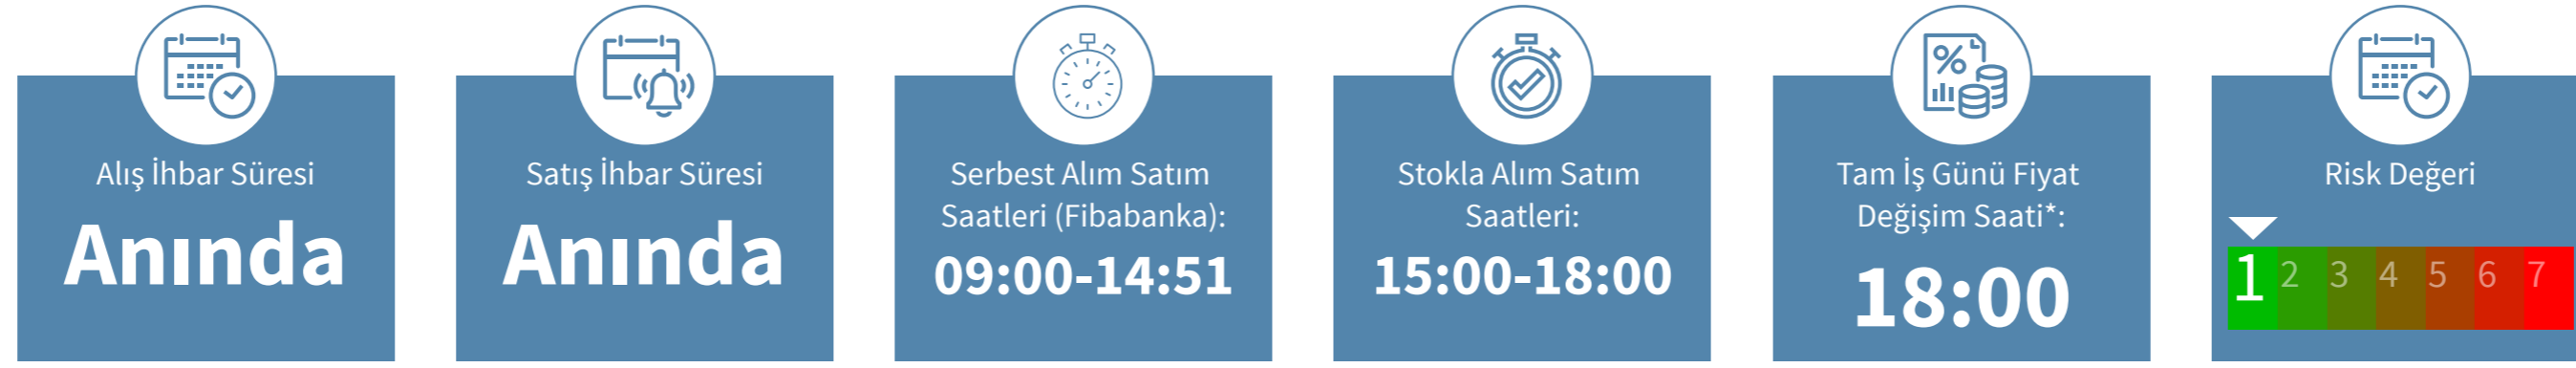 Alış İhbar Süresi
Anında
Satış İhbar Süresi
Anında
Serbest Alım Satım
Saatleri (Fibabanka):
09:00-14:51
Stokla Alım Satım
Saatleri:
15:00-18:00
%
Tam İş Günü Fiyat
Değişim Saati*:
18:00
Risk Değeri
1 2 3 4 5 6 7